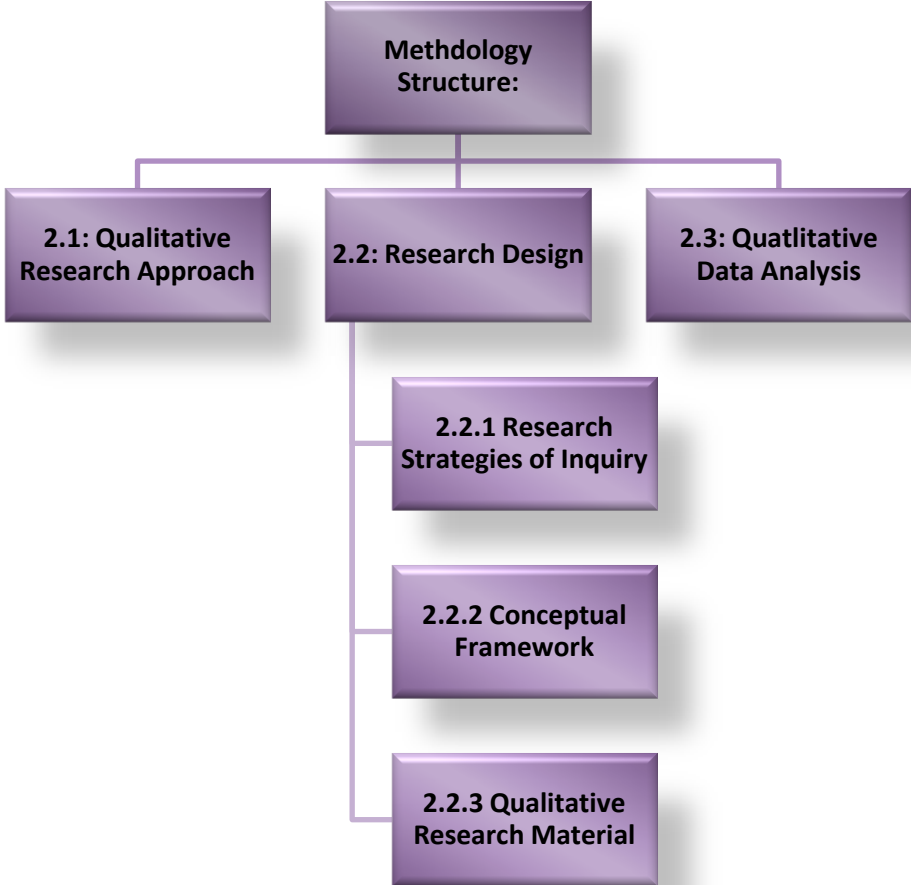 Methdology
Structure:
2.1: Qualitative
Research Approach
2.2: Research Design
2.3: Quatlitative
Data Analysis
2.2.1 Research
Strategies of Inquiry
2.2.2 Conceptual
Framework
2.2.3 Qualitative
Research Material